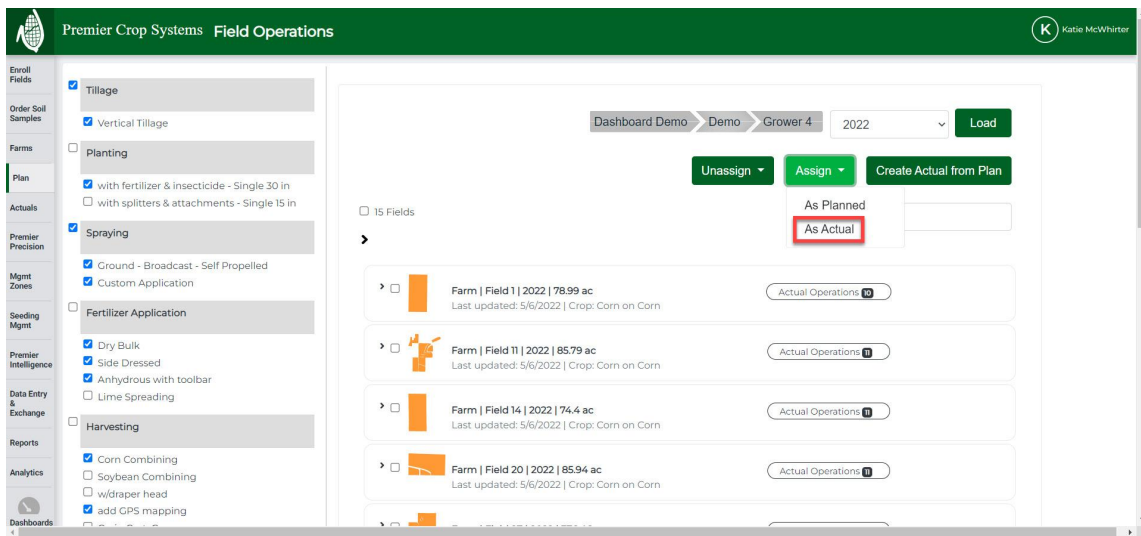 Premier Crop Systems Field Operations
K Katie McWhirter
Enroll
Fields
Order Soil
Samples
Farms
Plan
Actuals
Premier
Precision
Mgmt
Zones
Seeding
Mgmt
Premier
Intelligence
Data Entry
&
Exchange
Reports
Analytics
Dashboards
Tillage
Vertical Tillage
Planting
with fertilizer & insecticide - Single 30 in
with splitters & attachments - Single 15 in
Spraying
Ground - Broadcast - Self Propelled
Custom Application
Fertilizer Application
Dry Bulk
Side Dressed
Anhydrous with toolbar
Lime Spreading
Harvesting
Corn Combining
Soybean Combining
w/draper head
add GPS mapping
Dashboard Demo Demo Grower 4 2022 Load
Unassign Assign Create Actual from Plan
As Planned
As Actual
15 Fields
Farm | Field 1 | 2022 | 78.99 ac
Last updated: 5/6/2022 | Crop: Corn on Corn
Actual Operations 10
Farm | Field 11 | 2022 | 85.79 ac
Last updated: 5/6/2022 | Crop: Corn on Corn
Actual Operations 11
Farm | Field 14 | 2022 | 74.4 ac
Last updated: 5/6/2022 | Crop: Corn on Corn
Actual Operations 11
Farm | Field 20 | 2022 | 85.94 ac
Last updated: 5/6/2022 | Crop: Corn on Corn
Actual Operations 11